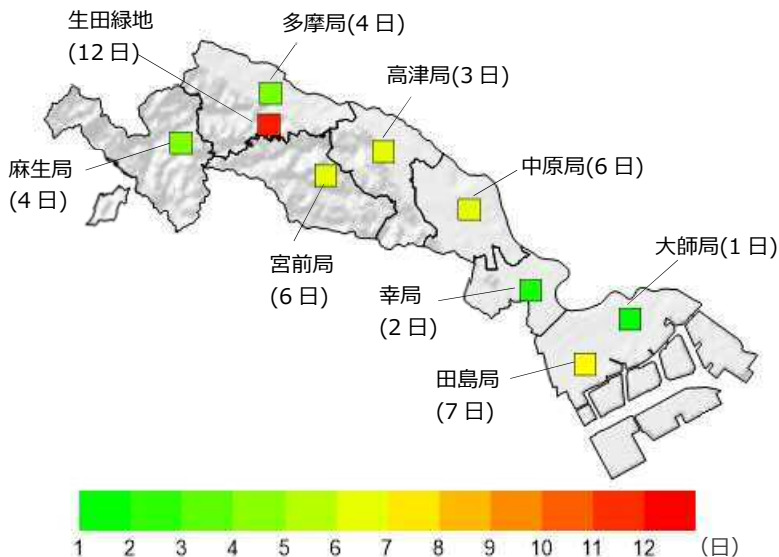 生田緑地
(12日)
多摩局(4日)
高津局(3日)
麻生局
(4日)
中原局(6日)
宮前局
(6日)
大師局(1日)
幸局
(2日)
田島局
(7日)
1 2 3 4 5 6 7 8 9 10 11 12 (日)